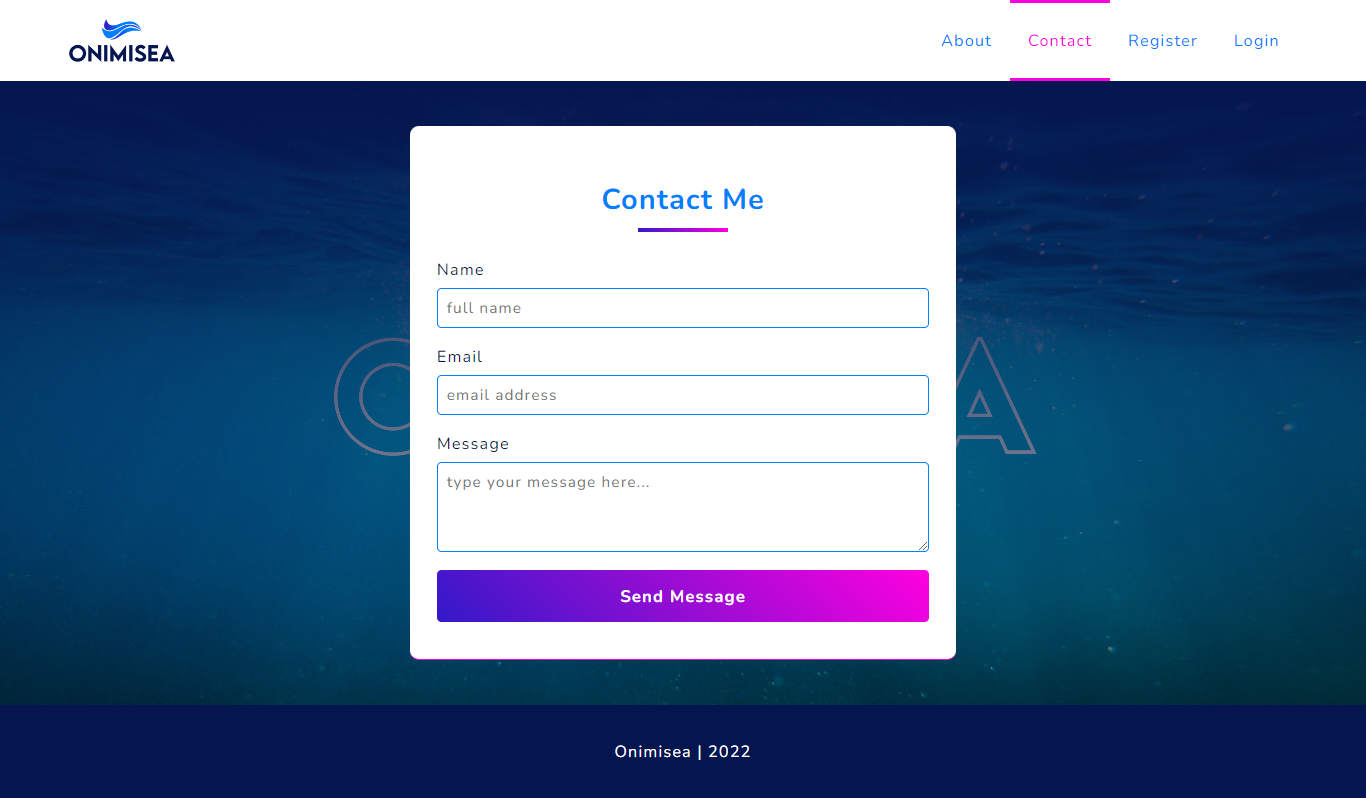 ONIMISEA
About Contact Register Login
Contact Me
Name
full name
Email
email address
O A
Message
type your message here...
Send Message
Onimisea | 2022